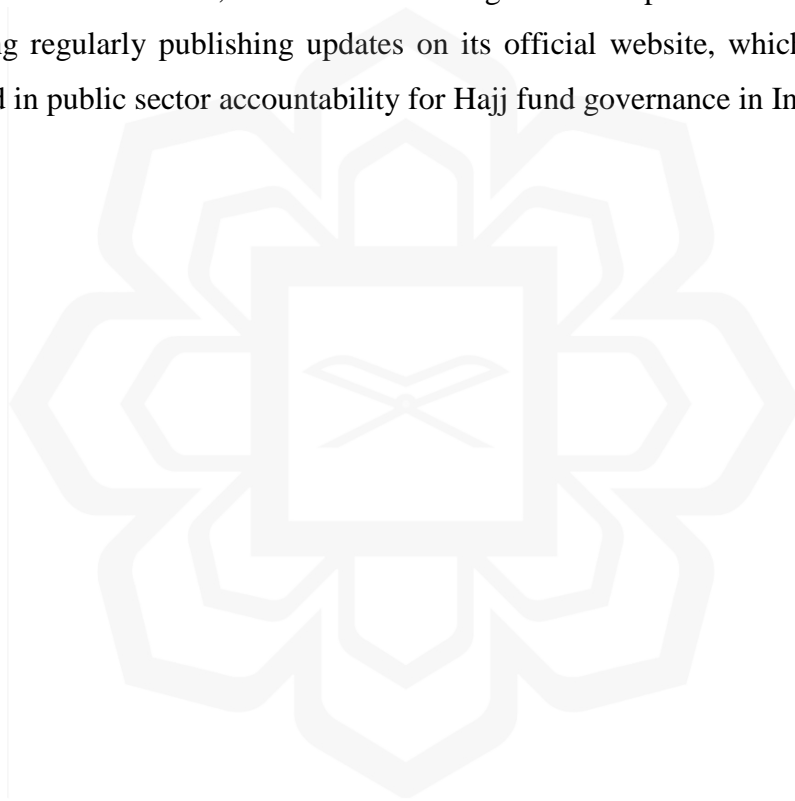 regularly publishing updates on its official website, which
in public sector accountability for Hajj fund governance in In